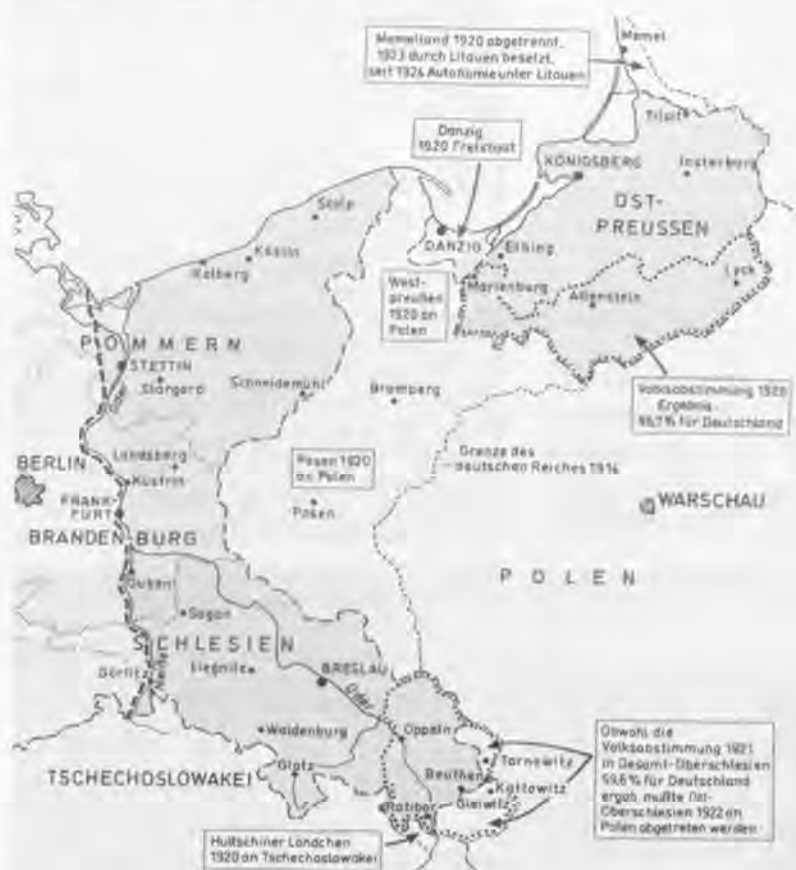 Memelland 1920 abgetrennt,
1923 durch Litauen besetzt,
seit 1924 Autonomie unter Litauen
Memel
Tilsit
Danzig
1920 Freistaat
KÖNIGSBERG
Insterburg
OST-
PREUSSEN
Stolp
DANZIG
Elbing
Köslin
Kolberg
West-
preußen
1920 an
Polen
Marienburg
Allenstein
Lyck
POMMERN
STETTIN
Stargard
Schneidemühl
Bromberg
Volksabstimmung 1920
Ergebnis
für Deutschland
Landsberg
Posen 1920
an Polen
Grenze des
deutschen Reiches 1914
BERLIN
Küstrin
FRANK-
FURT
Posen
WARSCHAU
BRANDENBURG
POLEN
Guben
Sagan
SCHLESIEN
Görlitz
Neiße
Liegnitz
BRESLAU
Oder
Waldenburg
Oppeln
Glatz
Tarnowitz
TSCHECHOSLOWAKEI
Beuthen
Kattowitz
Gleiwitz
Ratibor
Obwohl die
Volksabstimmung 1921
in Gesamt-Oberschlesien
59,6% für Deutschland
ergab, mußte Ost-
Oberschlesien 1922 an
Polen abgetreten werden
Hultschiner Ländchen
1920 an Tschechoslowakei